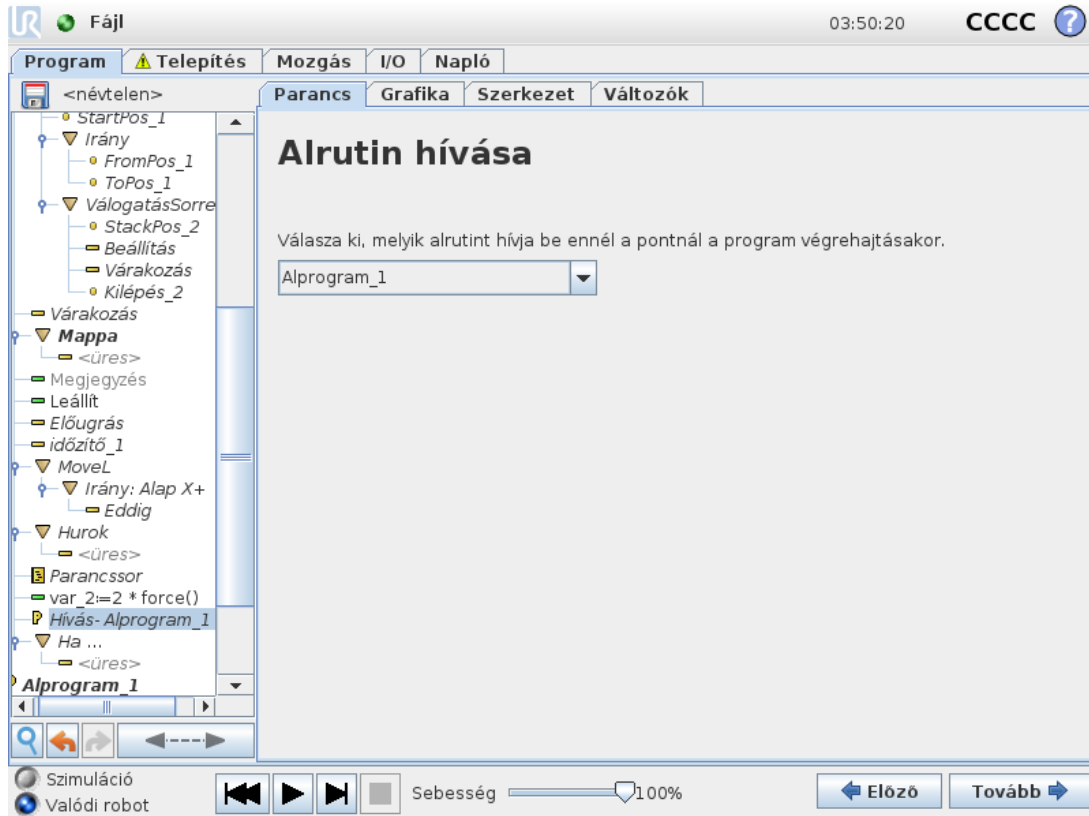 UR Fájl 03:50:20 CCCC ?
Program Telepítés Mozgás I/O Napló
<névtelen>
Parancs Grafika Szerkezet Változók
StartPos_1
Irány
FromPos_1
ToPos_1
VálogatásSorre
StackPos_2
Beállítás
Várakozás
Kilépés_2
Várakozás
Mappa
<üres>
Megjegyzés
Leállít
Előugrás
időzítő_1
MoveL
Irány: Alap X+
Eddig
Hurok
<üres>
Parancssor
var_2:=2 * force()
Hívás- Alprogram_1
Ha ...
<üres>
Alprogram_1
Alrutin hívása
Válasza ki, melyik alrutint hívja be ennél a pontnál a program végrehajtásakor.
Alprogram_1
Szimuláció
Valódi robot
Sebesség 100%
Előző Tovább